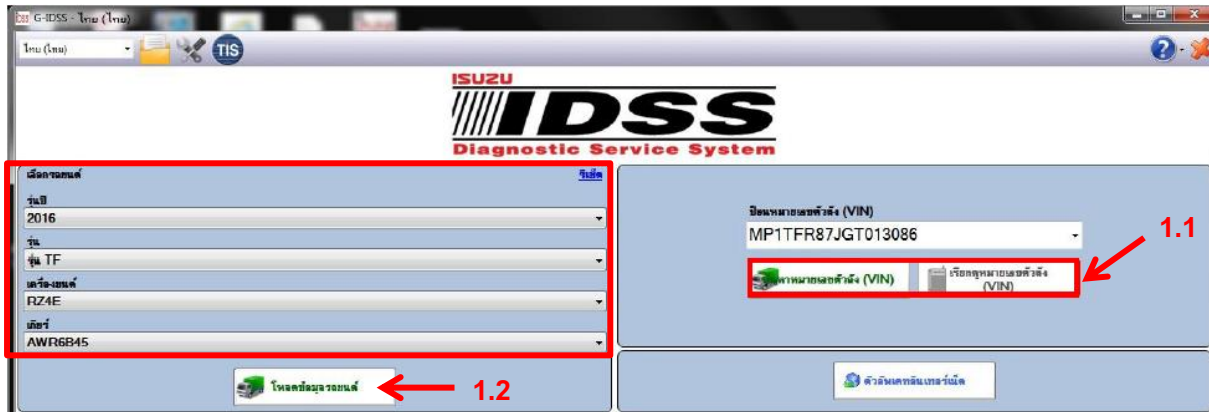 G-IDSS - ไทย (ไทย)
ไทย (ไทย)
TIS
?
ISUZU
IDSS
Diagnostic Service System
เลือกรถยนต์
รีเซ็ต
รุ่นปี
2016
รุ่น
รุ่น TF
เครื่องยนต์
RZ4E
เกียร์
AWR6B45
โหลดข้อมูลรถยนต์
1.2
ป้อนหมายเลขตัวถัง (VIN)
MP1TFR87JGT013086
1.1
หาหมายเลขตัวถัง (VIN)
เรียกดูหมายเลขตัวถัง
(VIN)
ตัวอัพเดทอินเทอร์เน็ต